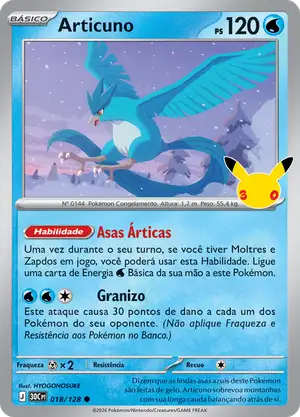 BÁSICO
Articuno
PS 120
30
Nº 0144 Pokémon Congelamento. Altura: 1,7 m Peso: 55,4 kg
Habilidade Asas Árticas
Uma vez durante o seu turno, se você tiver Moltres e
Zapdos em jogo, você poderá usar esta Habilidade. Ligue
uma carta de Energia Básica da sua mão a este Pokémon.
Granizo
Este ataque causa 30 pontos de dano a cada um dos
Pokémon do seu oponente. (Não aplique Fraqueza e
Resistência aos Pokémon no Banco.)
Fraqueza ×2 Resistência Recuo
Ilust. HYOGONOSUKE
J 30C PT 018/128
Dizem que as lindas asas azuis deste Pokémon
são feitas de gelo. Articuno sobrevoa montanhas
com sua longa cauda balançando ao vento.
©2026 Pokémon/Nintendo/Creatures/GAME FREAK